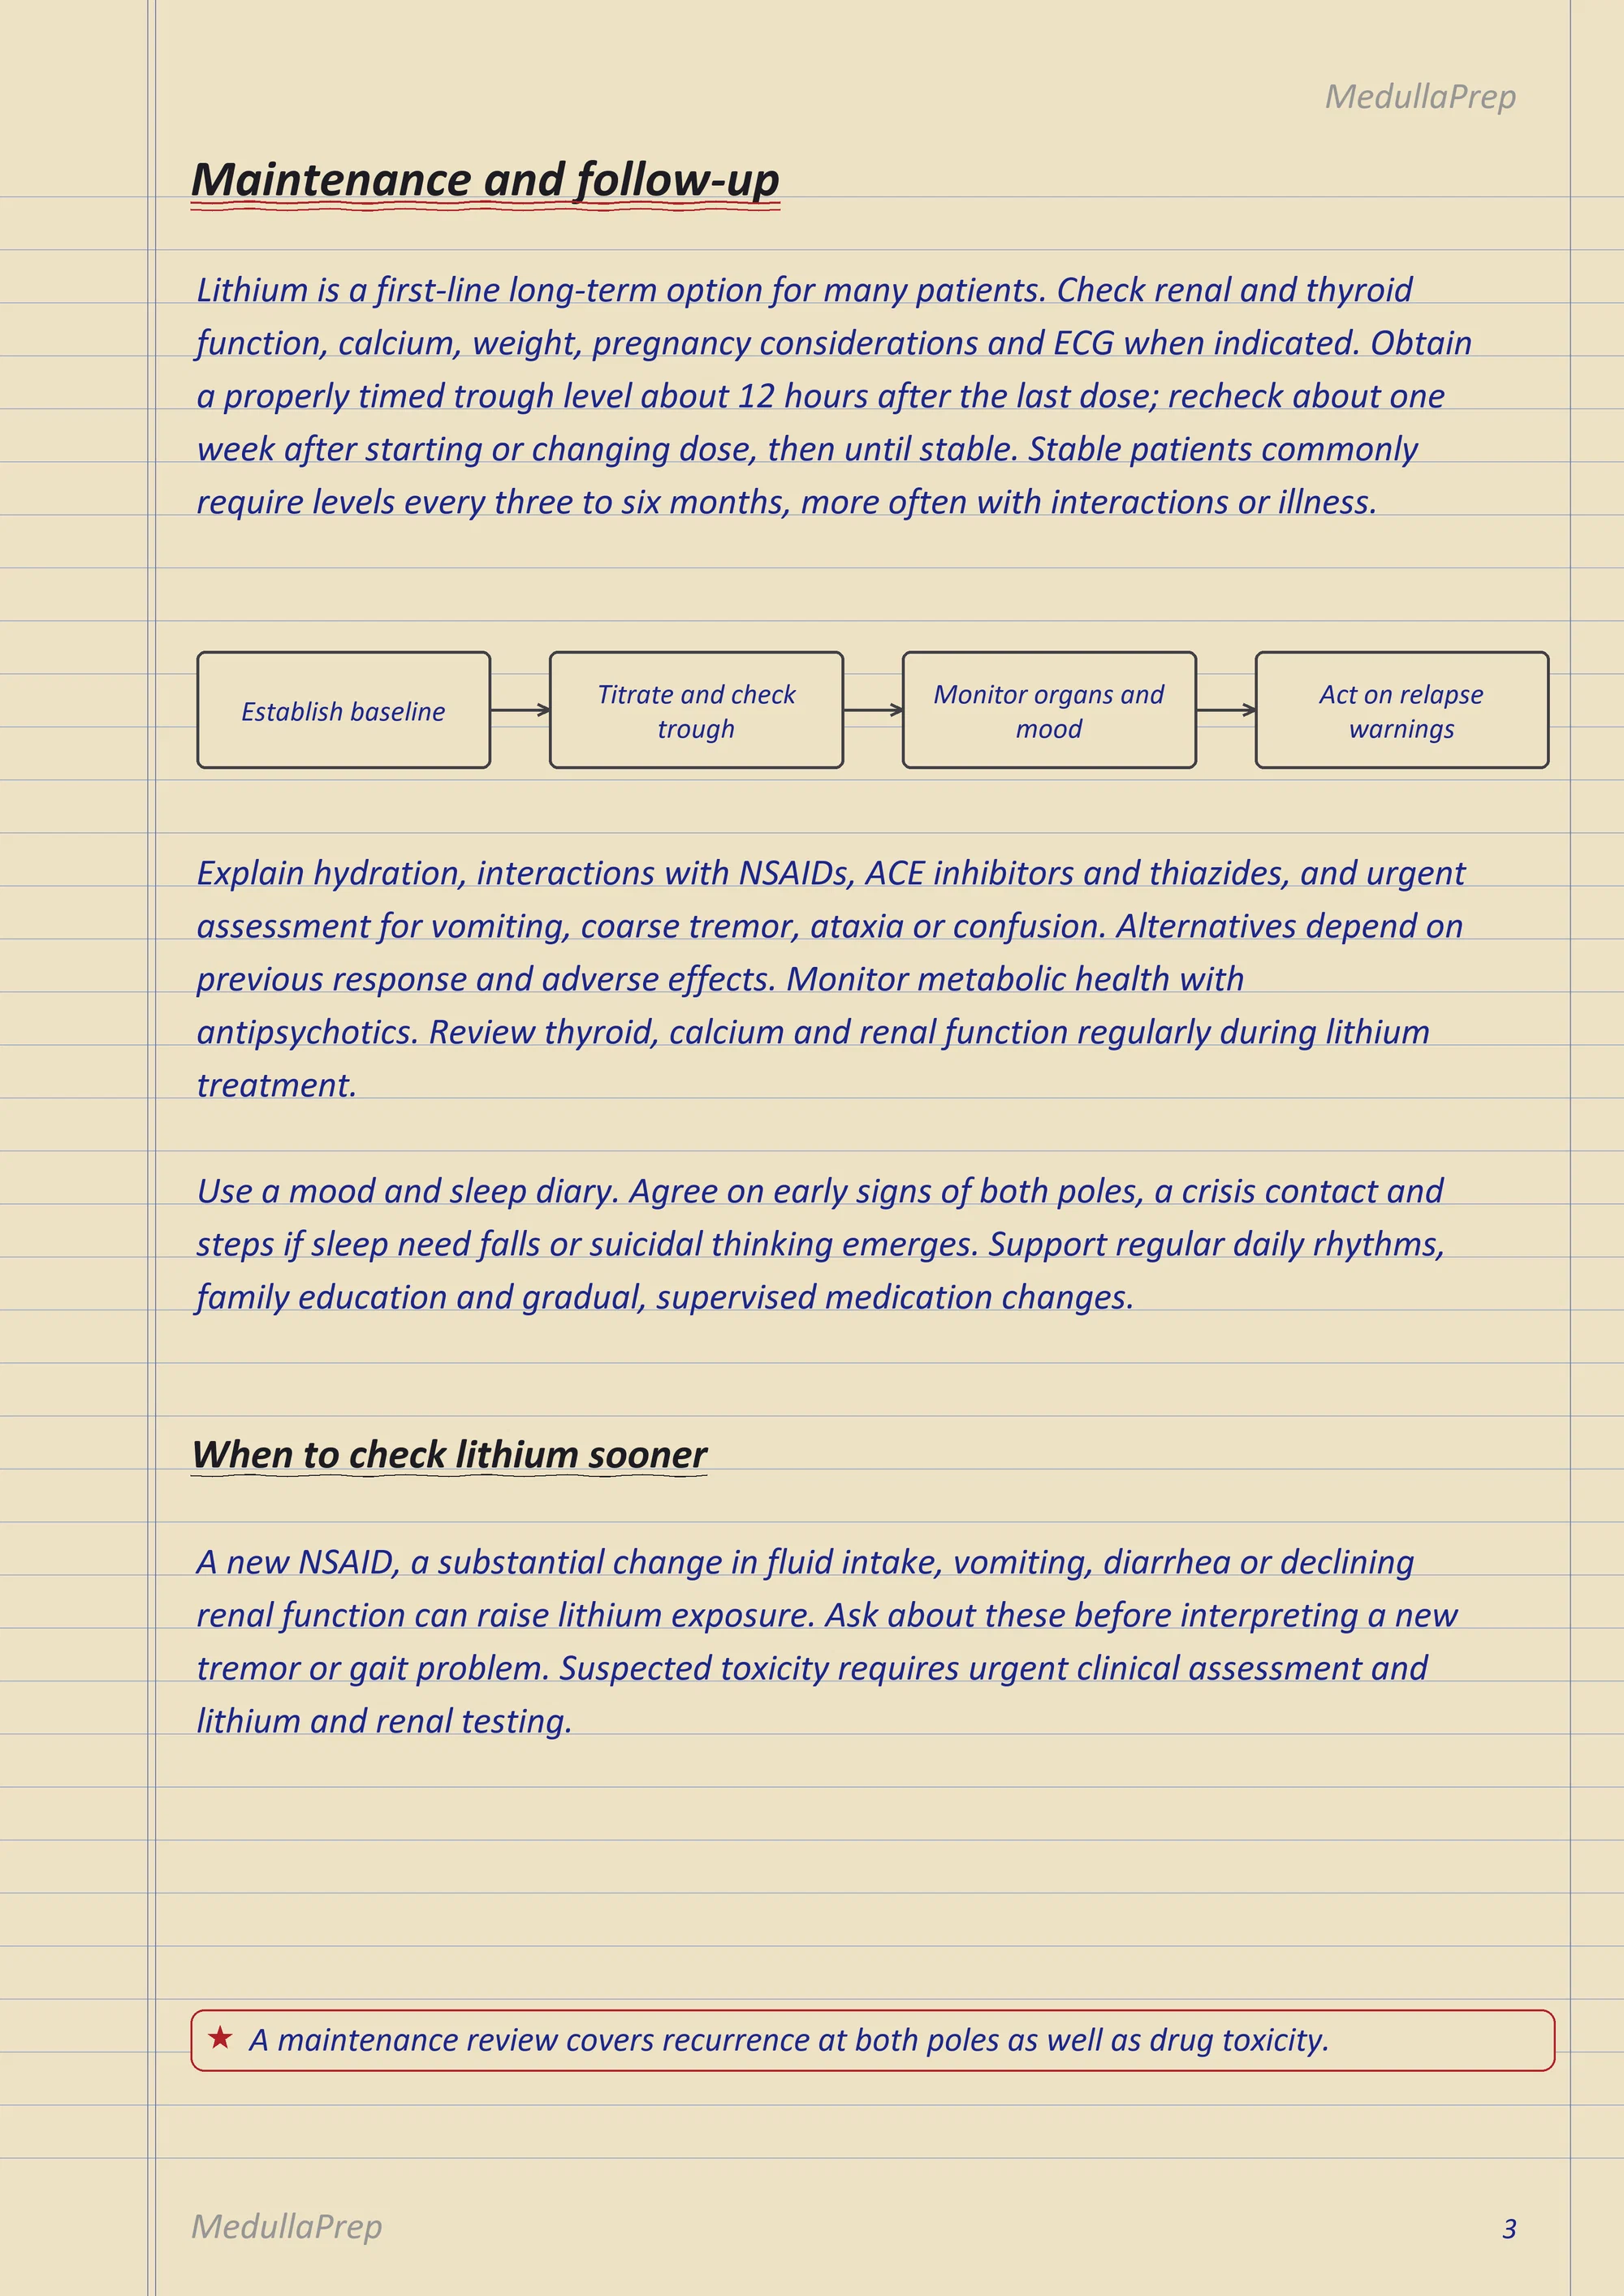 MedullaPrep
Maintenance and follow-up
Lithium is a first-line long-term option for many patients. Check renal and thyroid
function, calcium, weight, pregnancy considerations and ECG when indicated. Obtain
a properly timed trough level about 12 hours after the last dose; recheck about one
week after starting or changing dose, then until stable. Stable patients commonly
require levels every three to six months, more often with interactions or illness.
Establish baseline
Titrate and check
trough
Monitor organs and
mood
Act on relapse
warnings
Explain hydration, interactions with NSAIDs, ACE inhibitors and thiazides, and urgent
assessment for vomiting, coarse tremor, ataxia or confusion. Alternatives depend on
previous response and adverse effects. Monitor metabolic health with
antipsychotics. Review thyroid, calcium and renal function regularly during lithium
treatment.
Use a mood and sleep diary. Agree on early signs of both poles, a crisis contact and
steps if sleep need falls or suicidal thinking emerges. Support regular daily rhythms,
family education and gradual, supervised medication changes.
When to check lithium sooner
A new NSAID, a substantial change in fluid intake, vomiting, diarrhea or declining
renal function can raise lithium exposure. Ask about these before interpreting a new
tremor or gait problem. Suspected toxicity requires urgent clinical assessment and
lithium and renal testing.
★ A maintenance review covers recurrence at both poles as well as drug toxicity.
MedullaPrep
3